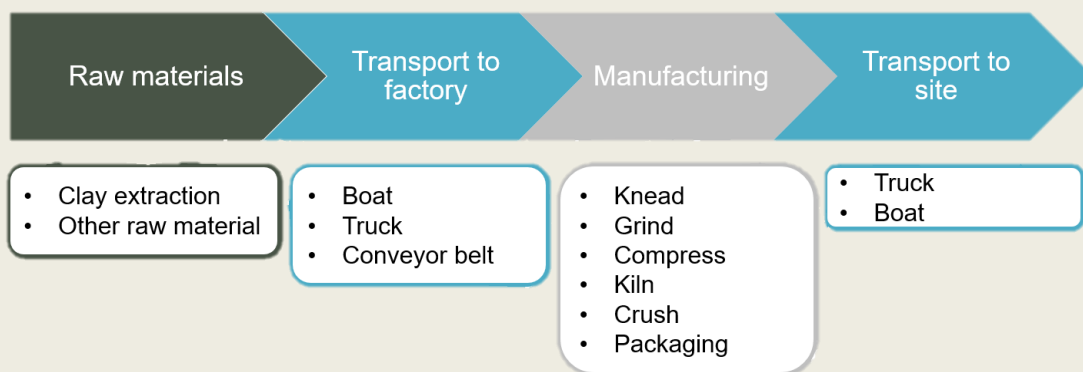 Raw materials
Transport to
factory
Manufacturing
Transport to
site
• Clay extraction
• Other raw material
• Boat
• Truck
• Conveyor belt
• Knead
• Grind
• Compress
• Kiln
• Crush
• Packaging
• Truck
• Boat